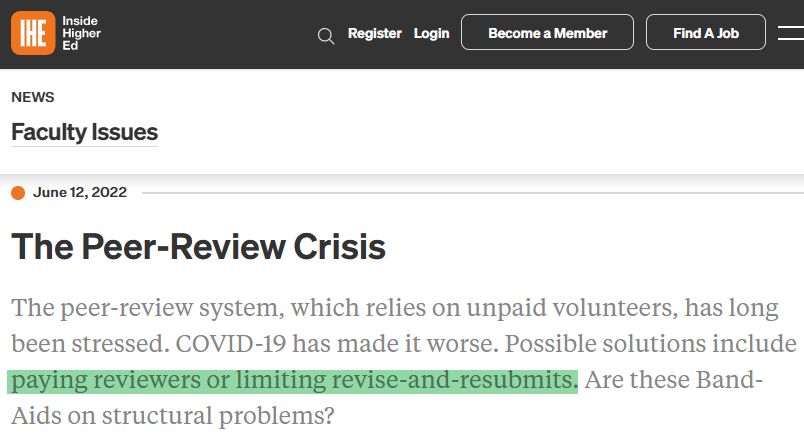 IHE
Inside
Higher
Ed
Register Login Become a Member Find A Job
NEWS
Faculty Issues
June 12, 2022
The Peer-Review Crisis
The peer-review system, which relies on unpaid volunteers, has long
been stressed. COVID-19 has made it worse. Possible solutions include
paying reviewers or limiting revise-and-resubmits. Are these Band-
Aids on structural problems?